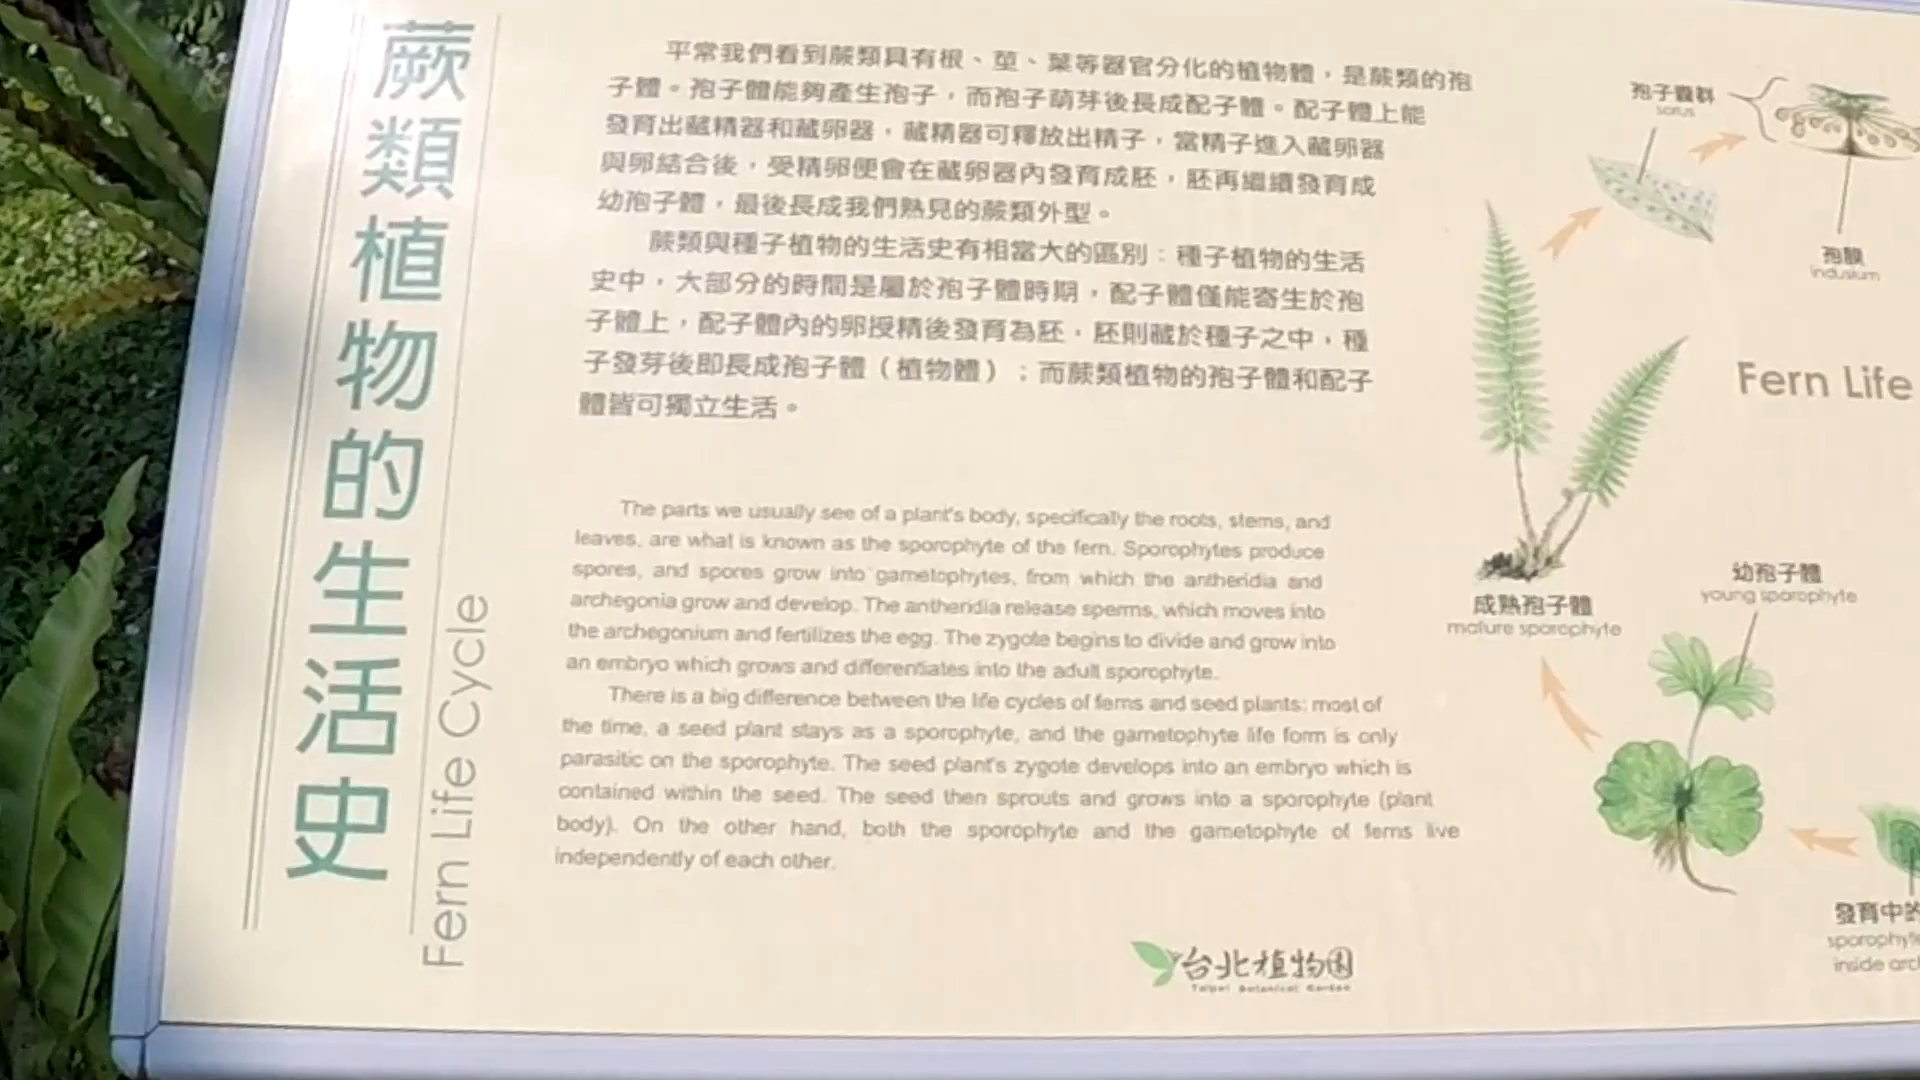 蕨類植物的生活史
Fern Life Cycle
平常我們看到蕨類具有根、莖、葉等器官分化的植物體，是蕨類的孢
子體。孢子體能夠產生孢子，而孢子萌芽後長成配子體。配子體上能
發育出藏精器和藏卵器，藏精器可釋放出精子，當精子進入藏卵器
與卵結合後，受精卵便會在藏卵器內發育成胚，胚再繼續發育成
幼孢子體，最後長成我們熟見的蕨類外型。
蕨類與種子植物的生活史有相當大的區別：種子植物的生活
史中，大部分的時間是屬於孢子體時期，配子體僅能寄生於孢
子體上，配子體內的卵授精後發育為胚，胚則藏於種子之中，種
子發芽後即長成孢子體（植物體）；而蕨類植物的孢子體和配子
體皆可獨立生活。
The parts we usually see of a plant's body, specifically the roots, stems, and
leaves, are what is known as the sporophyte of the fern. Sporophytes produce
spores, and spores grow into gametophytes, from which the antheridia and
archegonia grow and develop. The antheridia release sperms, which moves into
the archegonium and fertilizes the egg. The zygote begins to divide and grow into
an embryo which grows and differentiates into the adult sporophyte.
There is a big difference between the life cycles of ferns and seed plants: most of
the time, a seed plant stays as a sporophyte, and the gametophyte life form is only
parasitic on the sporophyte. The seed plant's zygote develops into an embryo which is
contained within the seed. The seed then sprouts and grows into a sporophyte (plant
body). On the other hand, both the sporophyte and the gametophyte of ferns live
independently of each other.
台北植物園
Taipei Botanical Garden
孢子囊群
sorus
孢膜
indusium
Fern Life
成熟孢子體
mature sporophyte
幼孢子體
young sporophyte
發育中的
sporophyte
inside arch